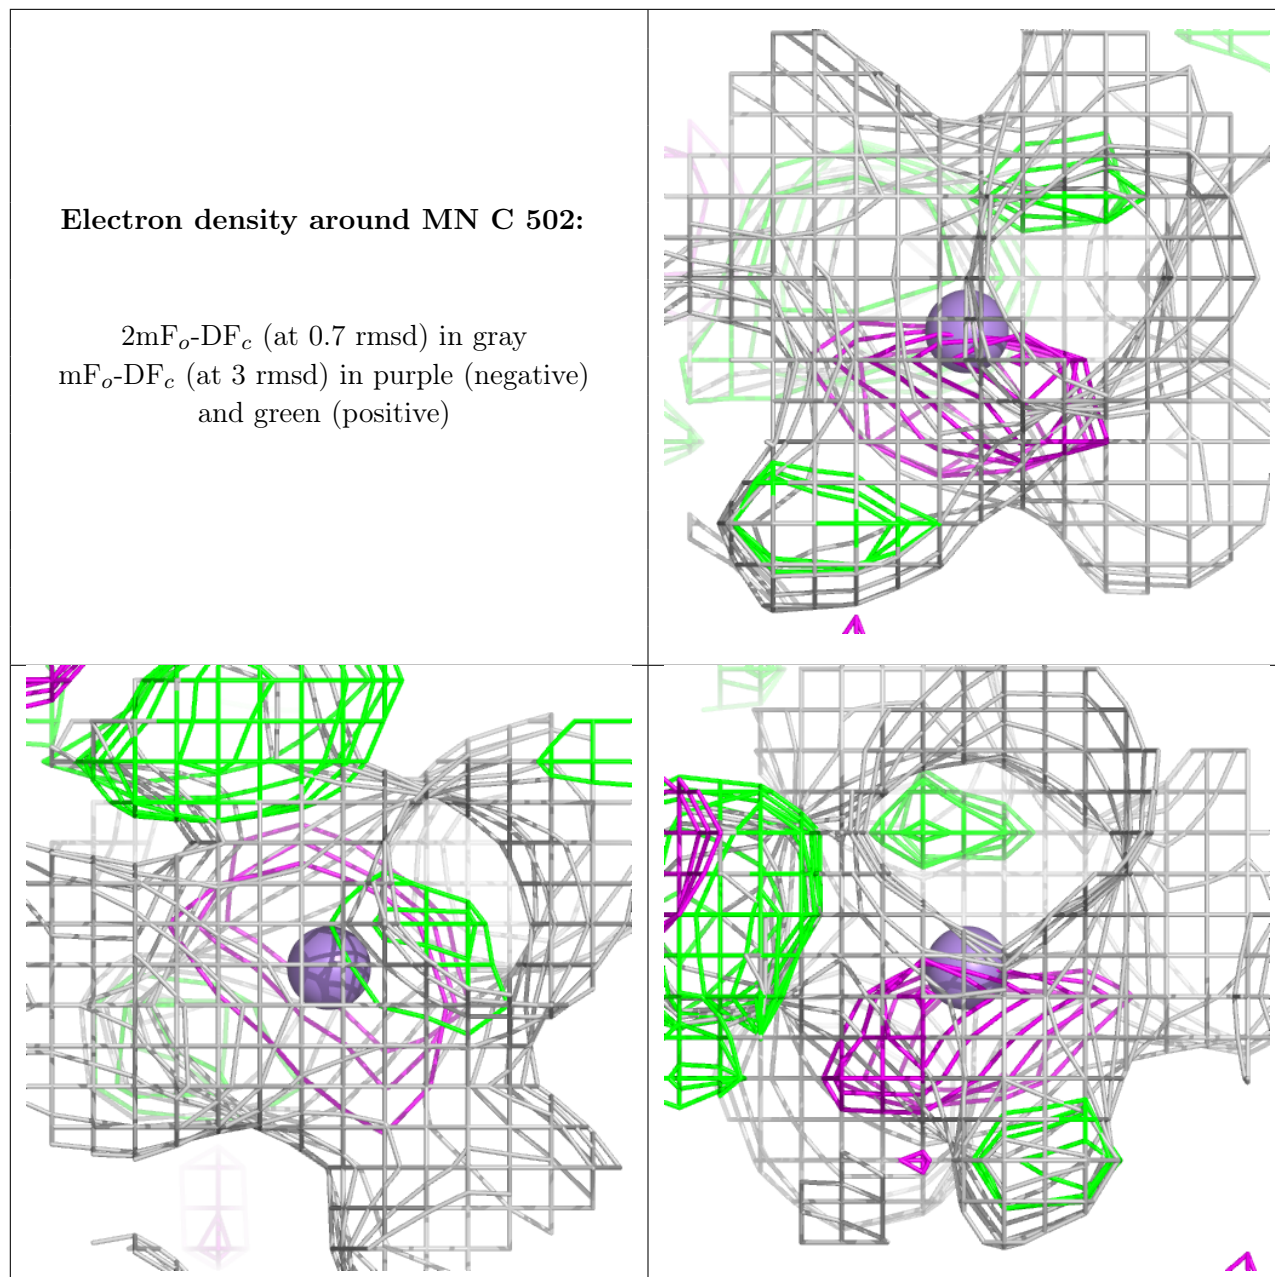 Electron density around MN C 502:
2mFo-DFc (at 0.7 rmsd) in gray
mFo-DFc (at 3 rmsd) in purple (negative)
and green (positive)